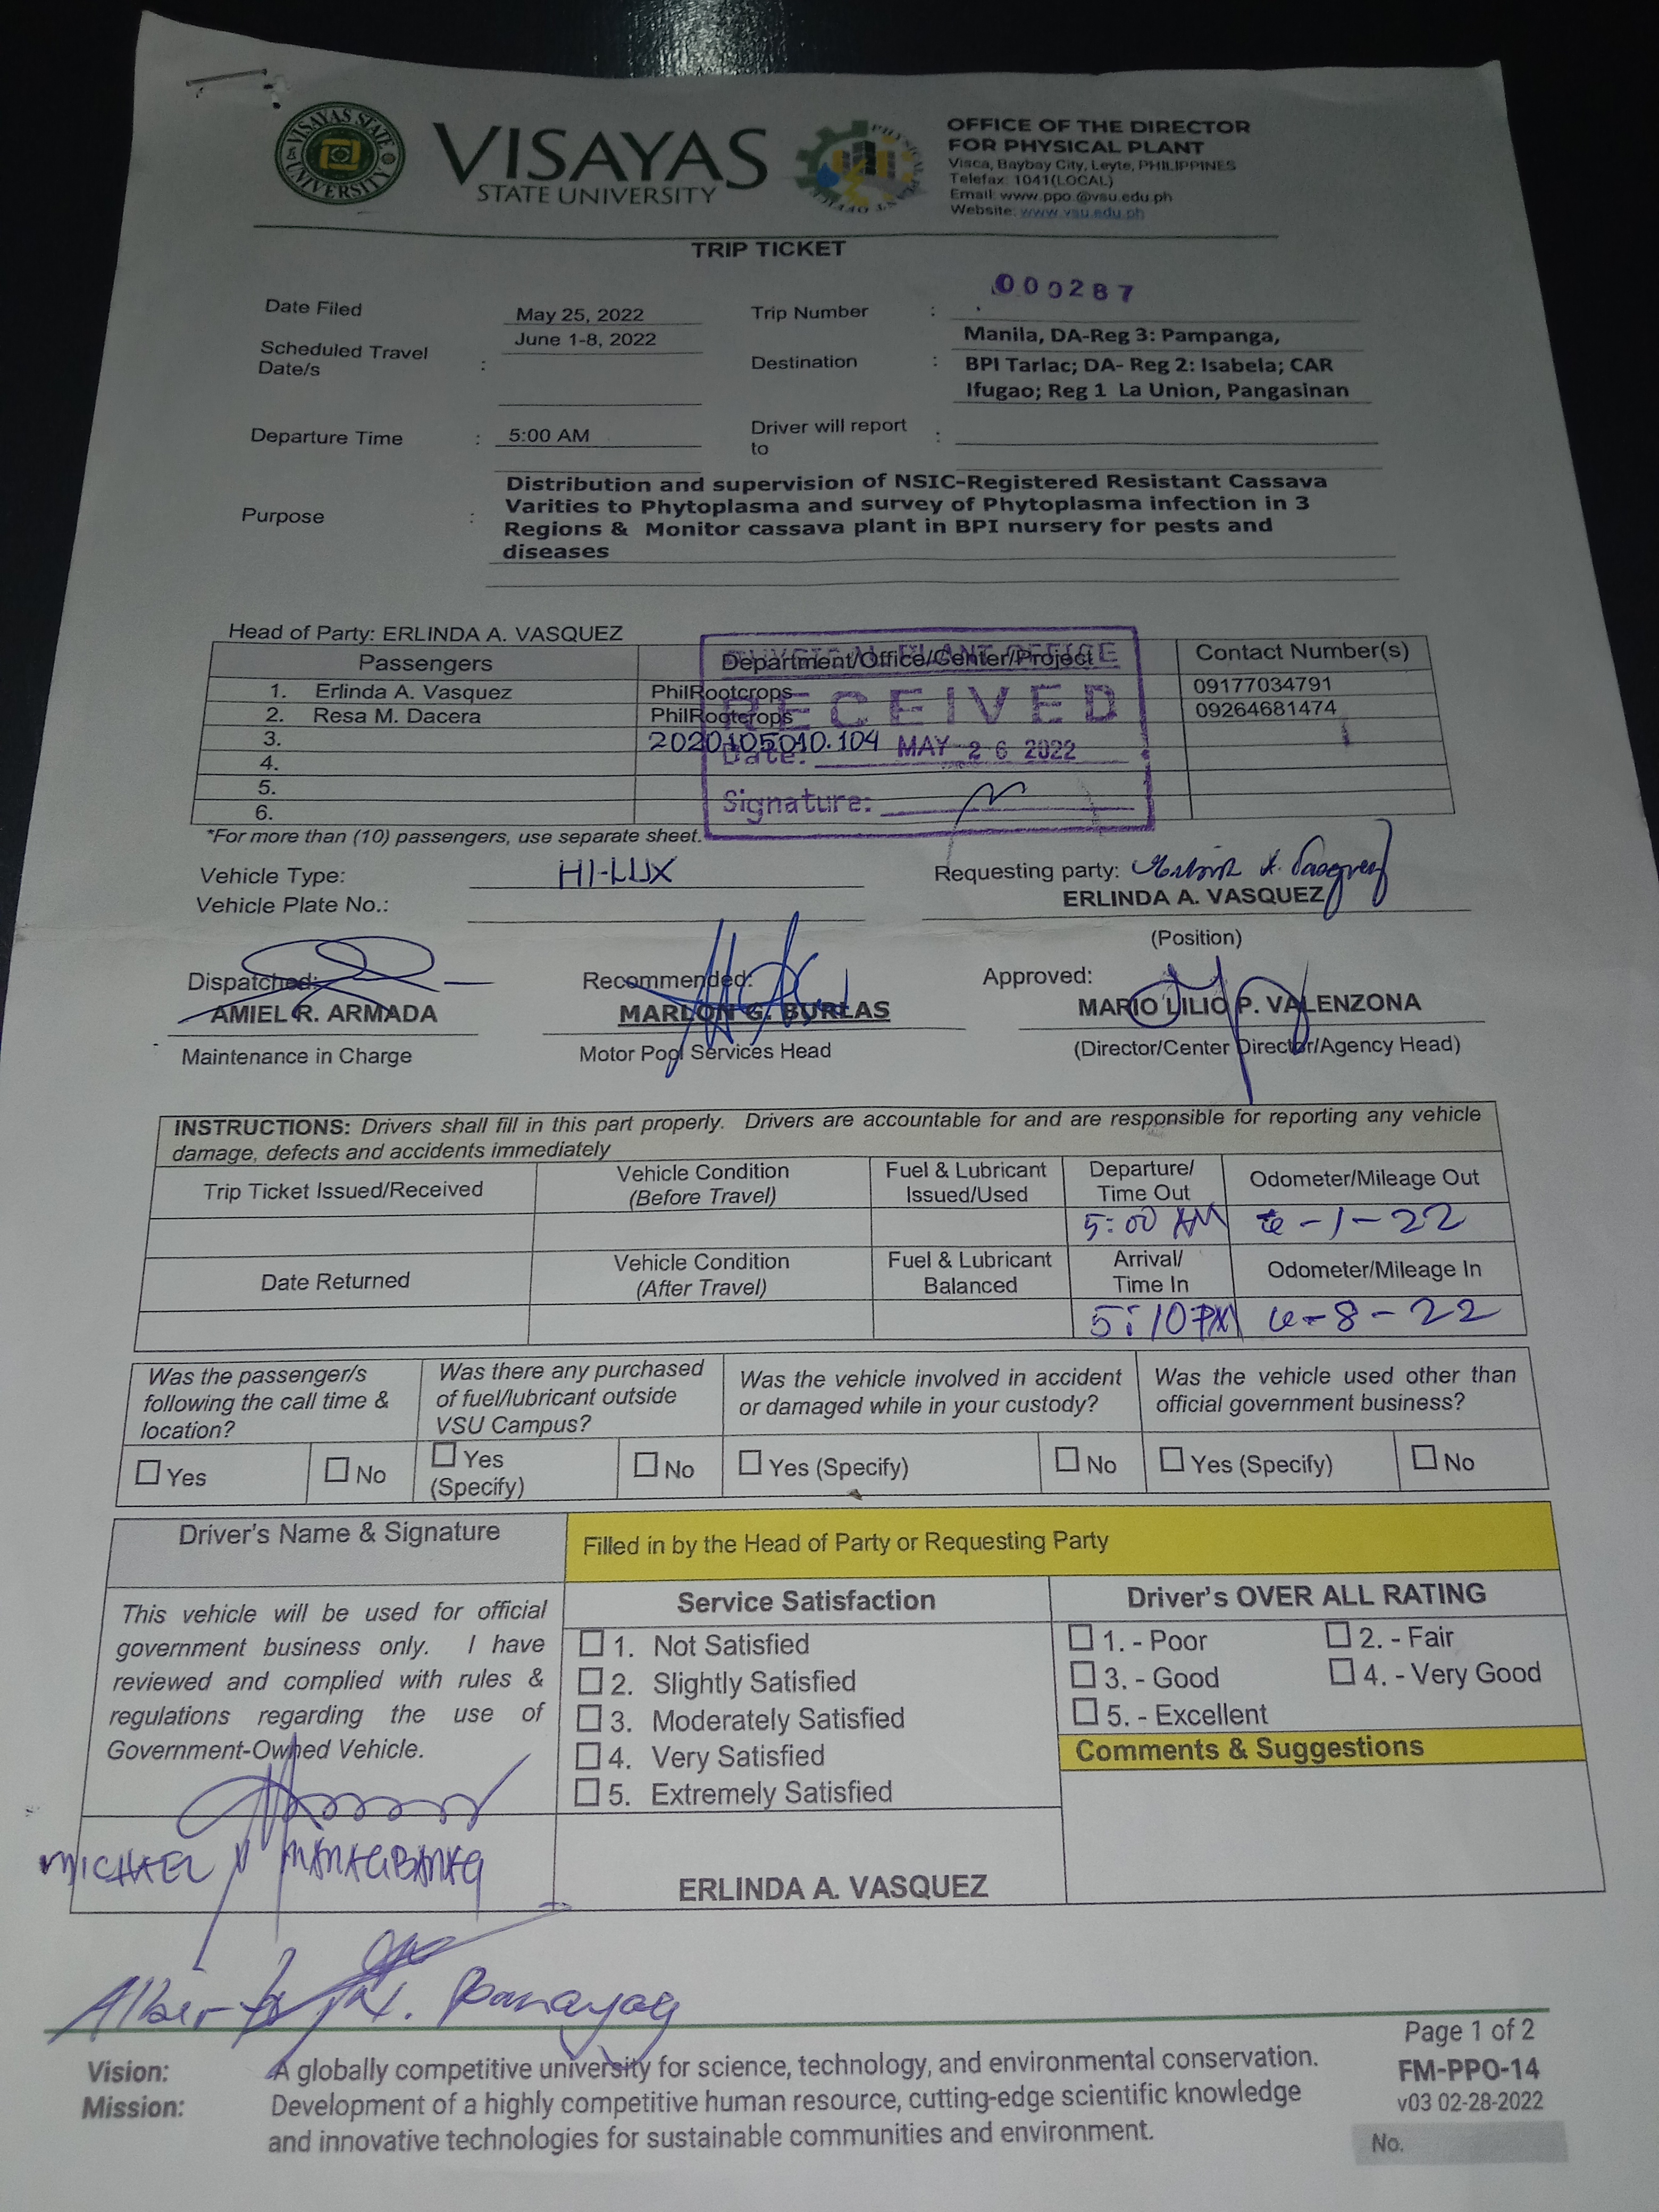 VISAYAS STATE UNIVERSITY
VISAYAS
STATE UNIVERSITY
OFFICE OF THE DIRECTOR
FOR PHYSICAL PLANT
Visca, Baybay City, Leyte, PHILIPPINES
Telefax: 1041(LOCAL)
Email: www.ppo.@vsu.edu.ph
Website: www.vsu.edu.ph
TRIP TICKET
000287
Date Filed May 25, 2022 Trip Number :
Scheduled Travel Date/s : June 1-8, 2022
Destination : Manila, DA-Reg 3: Pampanga,
BPI Tarlac; DA- Reg 2: Isabela; CAR
Ifugao; Reg 1 La Union, Pangasinan
Departure Time : 5:00 AM Driver will report to :
Purpose : Distribution and supervision of NSIC-Registered Resistant Cassava
Varities to Phytoplasma and survey of Phytoplasma infection in 3
Regions & Monitor cassava plant in BPI nursery for pests and
diseases
Head of Party: ERLINDA A. VASQUEZ
Passengers Department/Office/Center/Project Contact Number(s)
1. Erlinda A. Vasquez PhilRootcrops 09177034791
2. Resa M. Dacera PhilRootcrops 09264681474
3. 2020105010.104
4.
5.
6.
PHYSICAL PLANT OFFICE
RECEIVED
Date: MAY 26 2022
Signature:
*For more than (10) passengers, use separate sheet.
Vehicle Type: HI-LUX Requesting party: Erlinda A. Vasquez
Vehicle Plate No.: ERLINDA A. VASQUEZ
(Position)
Dispatched: Recommended: Approved:
AMIEL R. ARMADA MARLON G. BURLAS MARIO LILIO P. VALENZONA
Maintenance in Charge Motor Pool Services Head (Director/Center Director/Agency Head)
INSTRUCTIONS: Drivers shall fill in this part properly. Drivers are accountable for and are responsible for reporting any vehicle
damage, defects and accidents immediately
Trip Ticket Issued/Received Vehicle Condition (Before Travel) Fuel & Lubricant Issued/Used Departure/ Time Out Odometer/Mileage Out
5:00 AM 6-1-22
Date Returned Vehicle Condition (After Travel) Fuel & Lubricant Balanced Arrival/ Time In Odometer/Mileage In
5:10 PM 6-8-22
Was the passenger/s following the call time & location?
Was there any purchased of fuel/lubricant outside VSU Campus?
Was the vehicle involved in accident or damaged while in your custody?
Was the vehicle used other than official government business?
Yes No Yes (Specify) No Yes (Specify) No Yes (Specify) No
Driver's Name & Signature Filled in by the Head of Party or Requesting Party
This vehicle will be used for official
government business only. I have
reviewed and complied with rules &
regulations regarding the use of
Government-Owned Vehicle.
MICHAEL V MANAGBANAG
Service Satisfaction
1. Not Satisfied
2. Slightly Satisfied
3. Moderately Satisfied
4. Very Satisfied
5. Extremely Satisfied
ERLINDA A. VASQUEZ
Driver's OVER ALL RATING
1. - Poor 2. - Fair
3. - Good 4. - Very Good
5. - Excellent
Comments & Suggestions
Page 1 of 2
Vision: A globally competitive university for science, technology, and environmental conservation.
Mission: Development of a highly competitive human resource, cutting-edge scientific knowledge
and innovative technologies for sustainable communities and environment.
FM-PPO-14
v03 02-28-2022
No.